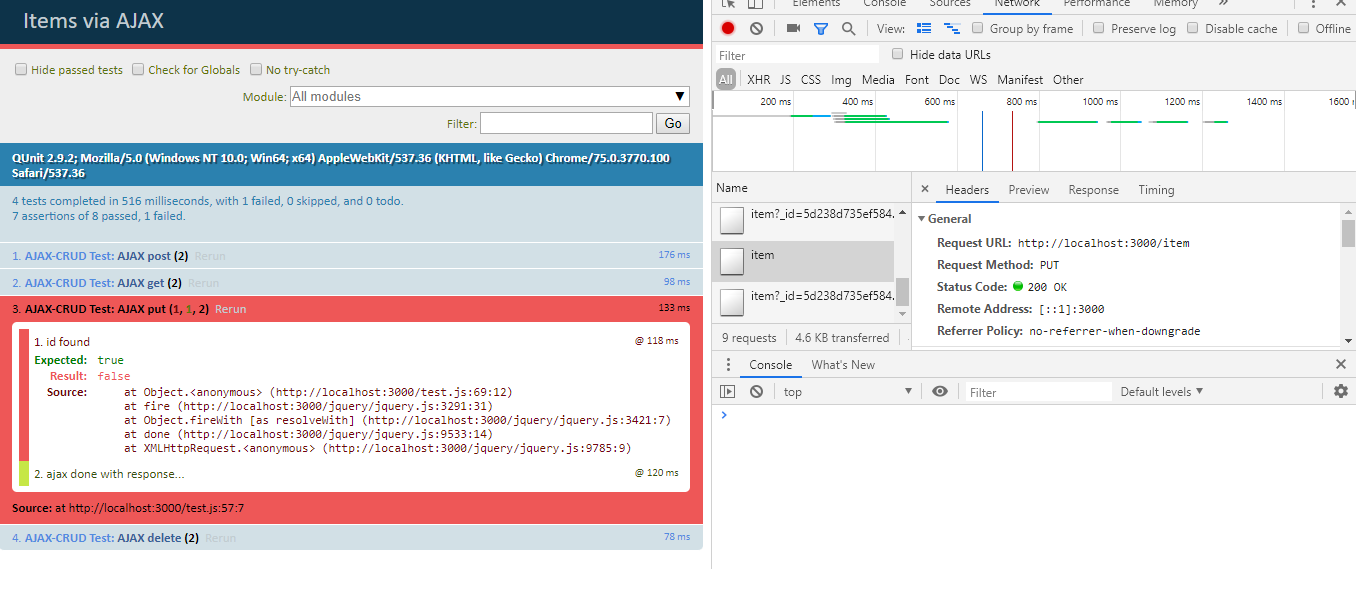 Items via AJAX
Hide passed tests Check for Globals No try-catch
Module: All modules
Filter: Go
QUnit 2.9.2; Mozilla/5.0 (Windows NT 10.0; Win64; x64) AppleWebKit/537.36 (KHTML, like Gecko) Chrome/75.0.3770.100
Safari/537.36
4 tests completed in 516 milliseconds, with 1 failed, 0 skipped, and 0 todo.
7 assertions of 8 passed, 1 failed.
1. AJAX-CRUD Test: AJAX post (2) Rerun 176 ms
2. AJAX-CRUD Test: AJAX get (2) Rerun 98 ms
3. AJAX-CRUD Test: AJAX put (1, 1, 2) Rerun 133 ms
1. id found @ 118 ms
Expected: true
Result: false
Source: at Object.<anonymous> (http://localhost:3000/test.js:69:12)
at fire (http://localhost:3000/jquery/jquery.js:3291:31)
at Object.fireWith [as resolveWith] (http://localhost:3000/jquery/jquery.js:3421:7)
at done (http://localhost:3000/jquery/jquery.js:9533:14)
at XMLHttpRequest.<anonymous> (http://localhost:3000/jquery/jquery.js:9785:9)
2. ajax done with response... @ 120 ms
Source: at http://localhost:3000/test.js:57:7
4. AJAX-CRUD Test: AJAX delete (2) Rerun 78 ms
Elements Console Sources Network Performance Memory »
View: Group by frame Preserve log Disable cache Offline
Filter Hide data URLs
All XHR JS CSS Img Media Font Doc WS Manifest Other
200 ms 400 ms 600 ms 800 ms 1000 ms 1200 ms 1400 ms 1600
Name
item?_id=5d238d735ef584.
item
item?_id=5d238d735ef584.
9 requests 4.6 KB transferred
× Headers Preview Response Timing
General
Request URL: http://localhost:3000/item
Request Method: PUT
Status Code: 200 OK
Remote Address: [::1]:3000
Referrer Policy: no-referrer-when-downgrade
Console What's New
top Filter Default levels